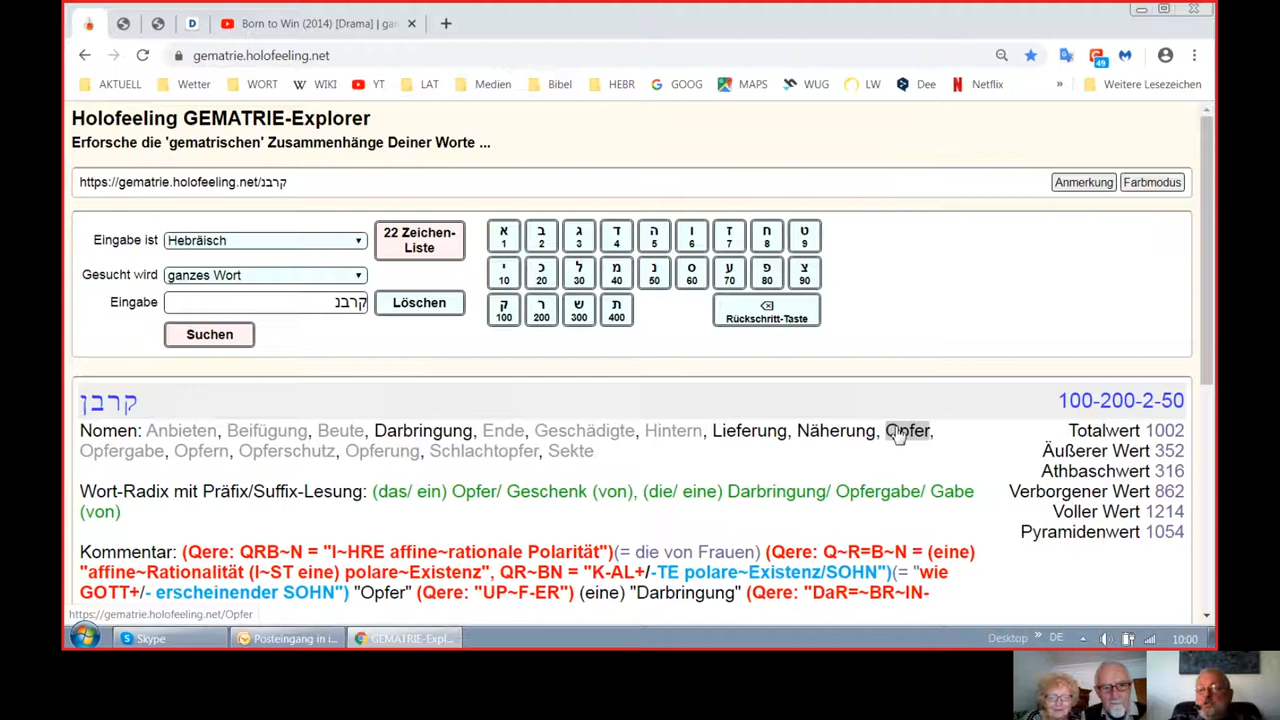 Born to Win (2014) [Drama] | gan
gematrie.holofeeling.net
49
AKTUELL Wetter WORT WIKI YT LAT Medien Bibel HEBR GOOG MAPS WUG LW Dee Netflix » Weitere Lesezeichen
Holofeeling GEMATRIE-Explorer
Erforsche die 'gematrischen' Zusammenhänge Deiner Worte ...
https://gematrie.holofeeling.net/קרבנ
Anmerkung Farbmodus
Eingabe ist Hebräisch
22 Zeichen-
Liste
Gesucht wird ganzes Wort
Eingabe קרבנ Löschen
Suchen
א ב ג ד ה ו ז ח ט
1 2 3 4 5 6 7 8 9
י כ ל מ נ ס ע פ צ
10 20 30 40 50 60 70 80 90
ק ר ש ת
100 200 300 400
Rückschritt-Taste
קרבן 100-200-2-50
Nomen: Anbieten, Beifügung, Beute, Darbringung, Ende, Geschädigte, Hintern, Lieferung, Näherung, Opfer,
Opfergabe, Opfern, Opferschutz, Opferung, Schlachtopfer, Sekte
Totalwert 1002
Äußerer Wert 352
Athbaschwert 316
Verborgener Wert 862
Voller Wert 1214
Pyramidenwert 1054
Wort-Radix mit Präfix/Suffix-Lesung: (das/ ein) Opfer/ Geschenk (von), (die/ eine) Darbringung/ Opfergabe/ Gabe
(von)
Kommentar: (Qere: QRB~N = "I~HRE affine~rationale Polarität")(= die von Frauen) (Qere: Q~R=B~N = (eine)
"affine~Rationalität (I~ST eine) polare~Existenz", QR~BN = "K-AL+/-TE polare~Existenz/SOHN")(= "wie
GOTT+/- erscheinender SOHN") "Opfer" (Qere: "UP~F-ER") (eine) "Darbringung" (Qere: "DaR=~BR~IN-
https://gematrie.holofeeling.net/Opfer
Skype Posteingang in i... GEMATRIE-Expl... Desktop » DE 10:00